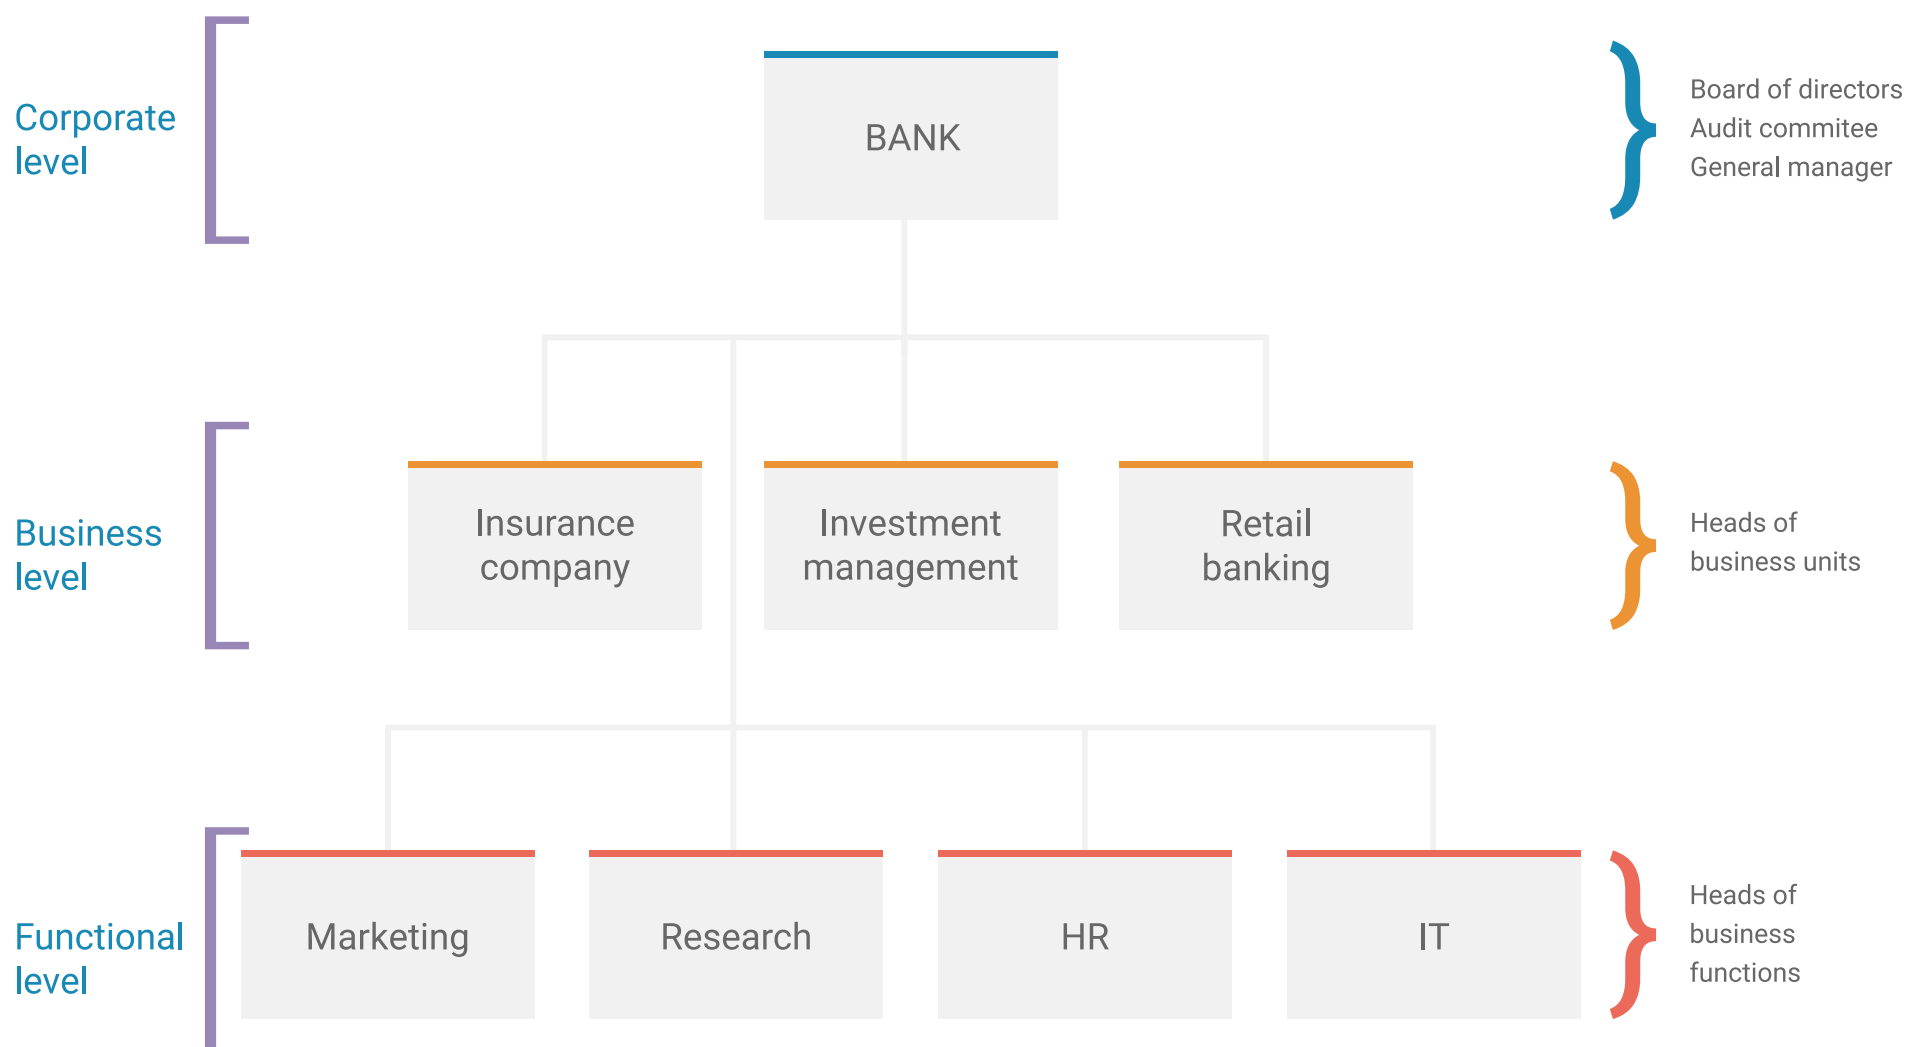 Corporate
level
BANK
Board of directors
Audit commitee
General manager
Business
level
Insurance
company
Investment
management
Retail
banking
Heads of
business units
Functional
level
Marketing
Research
HR
IT
Heads of
business
functions